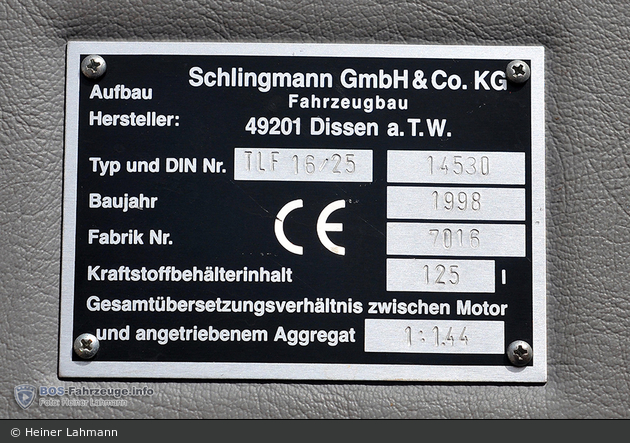 Aufbau
Hersteller:
Schlingmann GmbH & Co. KG
Fahrzeugbau
49201 Dissen a.T.W.
Typ und DIN Nr. TLF 16/25 14530
Baujahr 1998
Fabrik Nr. 7016
CE
Kraftstoffbehälterinhalt 125 l
Gesamtübersetzungsverhältnis zwischen Motor
und angetriebenem Aggregat 1:1.44
BOS-Fahrzeuge.info
Foto: Heiner Lahmann
© Heiner Lahmann